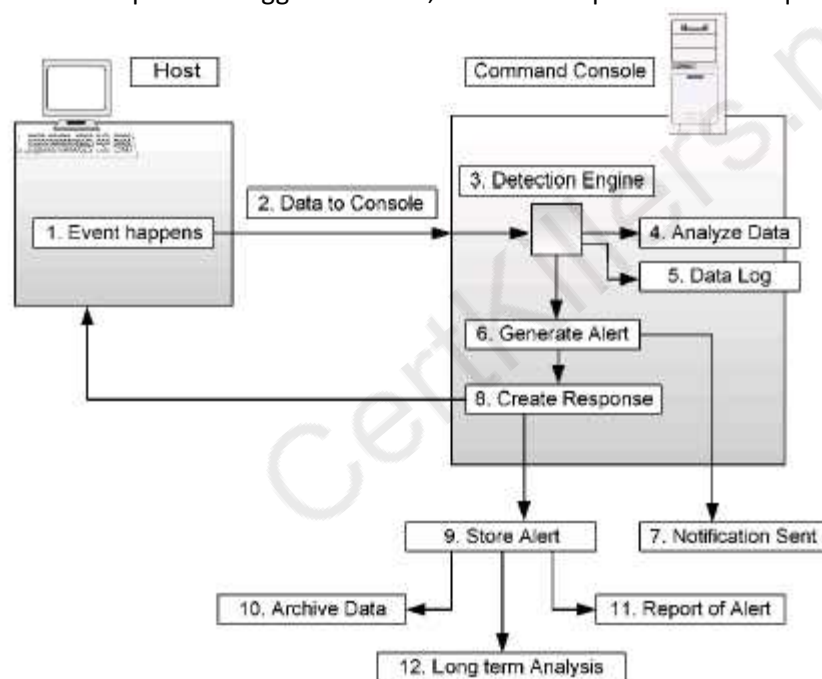 Host
Command Console
3. Detection Engine
2. Data to Console
1. Event happens
4. Analyze Data
5. Data Log
6. Generate Alert
8. Create Response
9. Store Alert
7. Notification Sent
10. Archive Data
11. Report of Alert
12. Long term Analysis